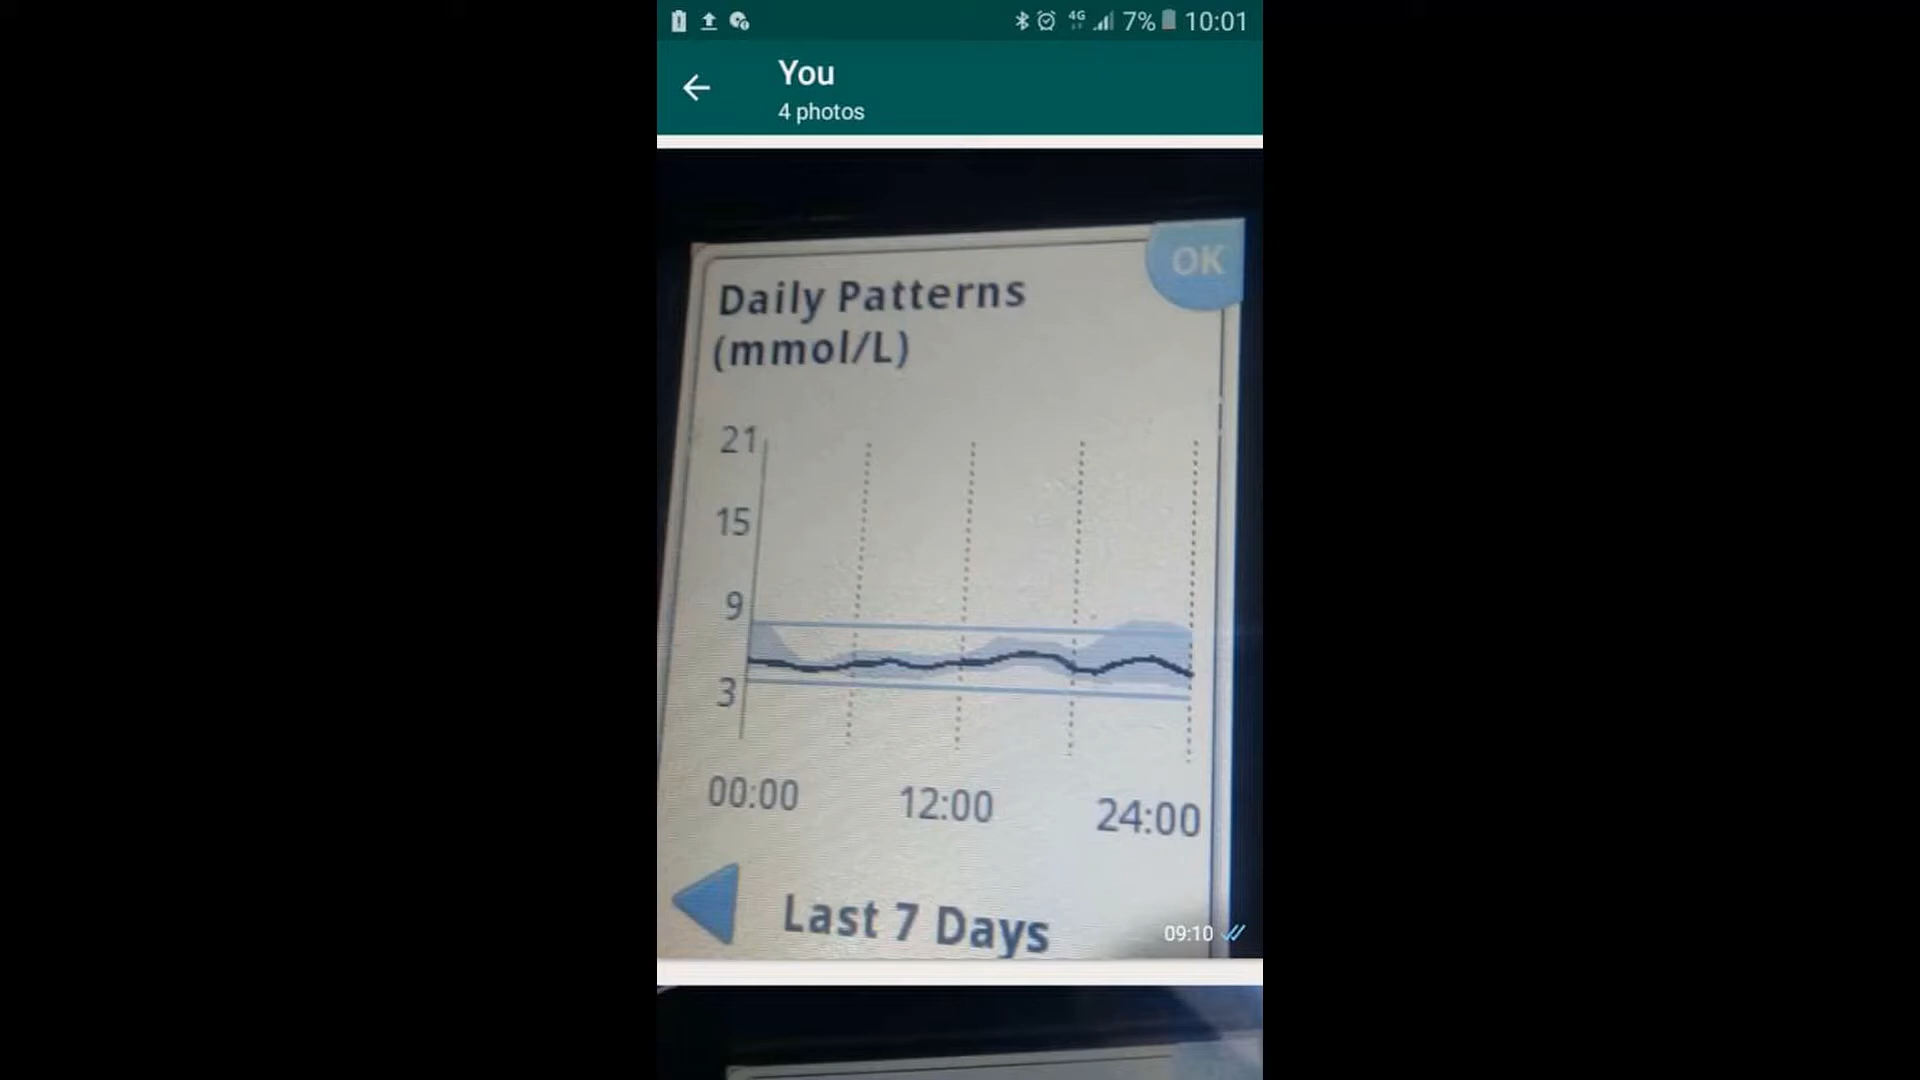 4G 7% 10:01
You
4 photos
OK
Daily Patterns
(mmol/L)
21
15
9
3
00:00 12:00 24:00
Last 7 Days
09:10